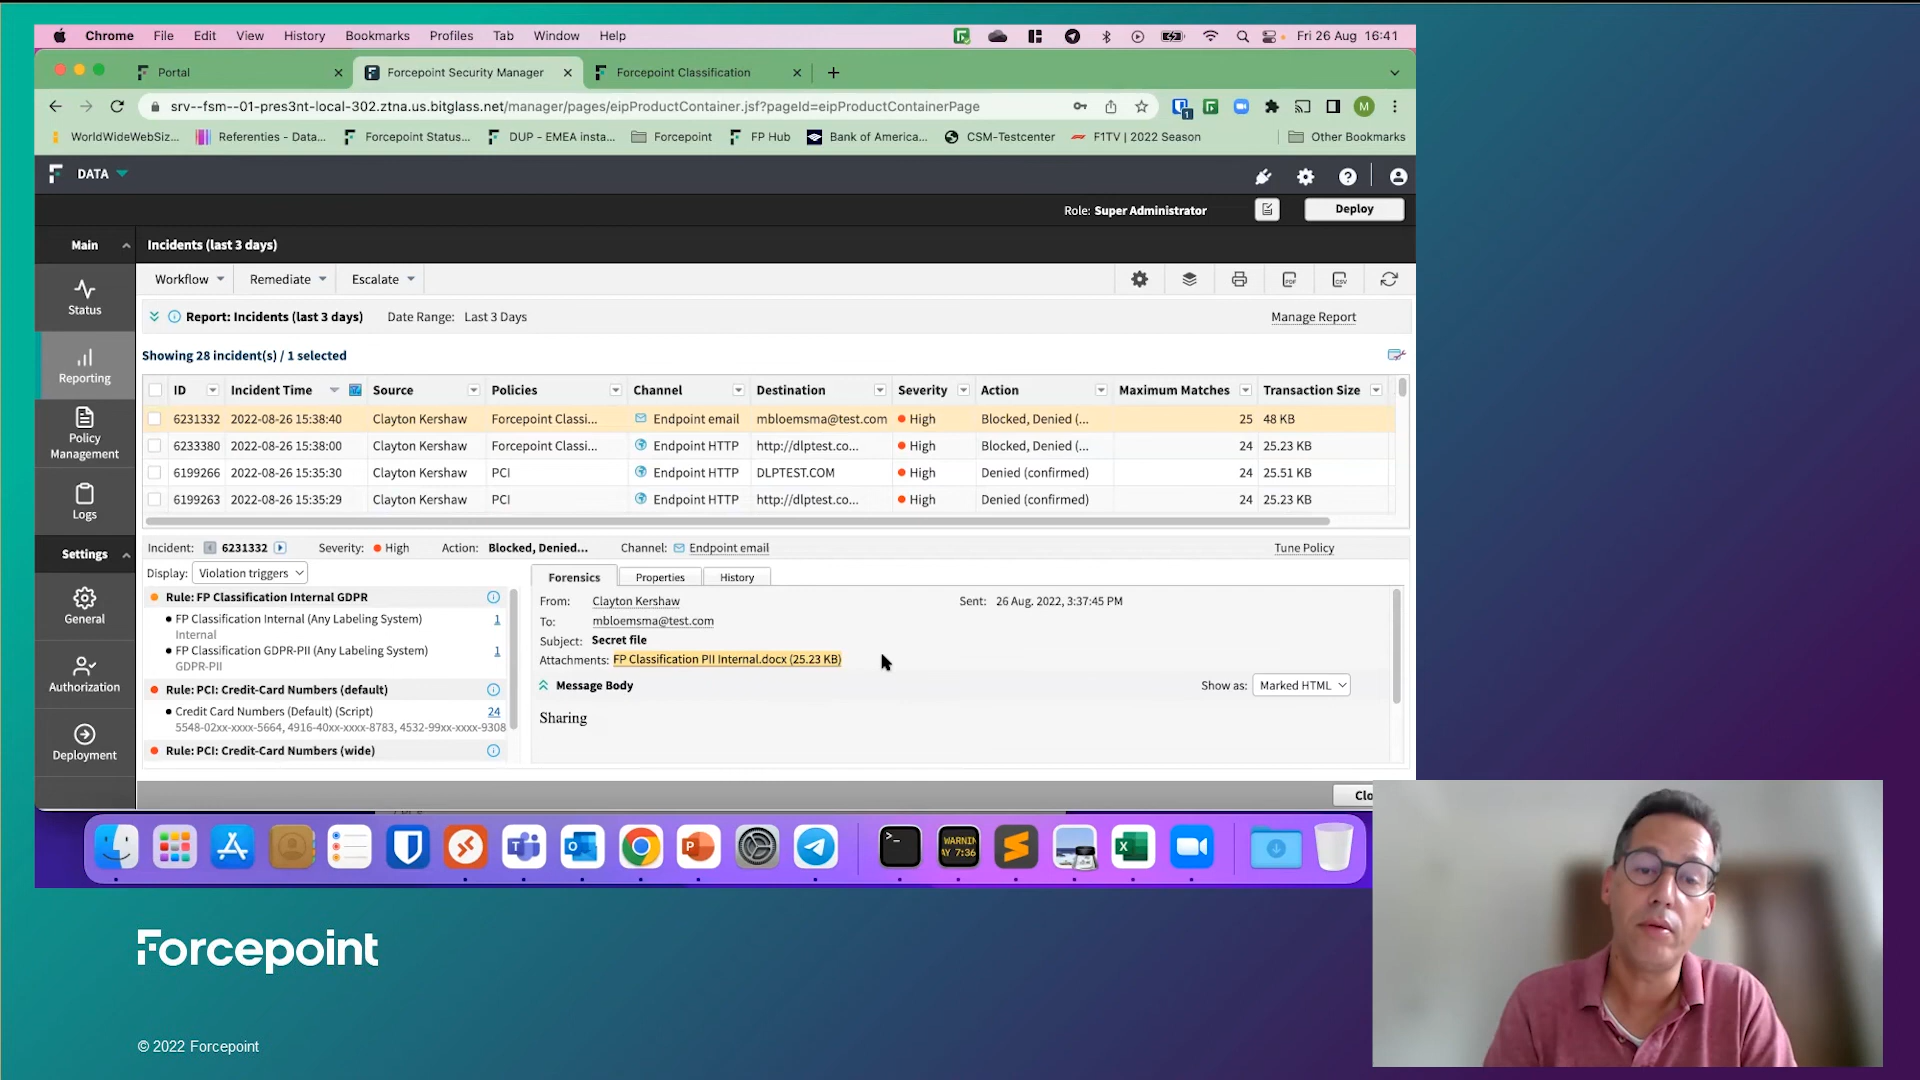 Chrome File Edit View History Bookmarks Profiles Tab Window Help Fri 26 Aug 16:41
Portal Forcepoint Security Manager Forcepoint Classification
srv--fsm--01-pres3nt-local-302.ztna.us.bitglass.net/manager/pages/eipProductContainer.jsf?pageId=eipProductContainerPage 1 M
WorldWideWebSiz... Referenties - Data... Forcepoint Status... DUP - EMEA insta... Forcepoint FP Hub Bank of America... CSM-Testcenter F1TV | 2022 Season Other Bookmarks
DATA
Role: Super Administrator Deploy
Main Incidents (last 3 days)
Workflow Remediate Escalate PDF CSV
Status
Report: Incidents (last 3 days) Date Range: Last 3 Days Manage Report
Showing 28 incident(s) / 1 selected
Reporting
ID Incident Time Source Policies Channel Destination Severity Action Maximum Matches Transaction Size
6231332 2022-08-26 15:38:40 Clayton Kershaw Forcepoint Classi... Endpoint email mbloemsma@test.com High Blocked, Denied (... 25 48 KB
6233380 2022-08-26 15:38:00 Clayton Kershaw Forcepoint Classi... Endpoint HTTP http://dlptest.co... High Blocked, Denied (... 24 25.23 KB
6199266 2022-08-26 15:35:30 Clayton Kershaw PCI Endpoint HTTP DLPTEST.COM High Denied (confirmed) 24 25.51 KB
6199263 2022-08-26 15:35:29 Clayton Kershaw PCI Endpoint HTTP http://dlptest.co... High Denied (confirmed) 24 25.23 KB
Policy
Management
Logs
Settings
General
Authorization
Deployment
Incident: 6231332 Severity: High Action: Blocked, Denied... Channel: Endpoint email Tune Policy
Display: Violation triggers
Rule: FP Classification Internal GDPR
FP Classification Internal (Any Labeling System) 1
Internal
FP Classification GDPR-PII (Any Labeling System) 1
GDPR-PII
Rule: PCI: Credit-Card Numbers (default)
Credit Card Numbers (Default) (Script) 24
5548-02xx-xxxx-5664, 4916-40xx-xxxx-8783, 4532-99xx-xxxx-9308
Rule: PCI: Credit-Card Numbers (wide)
Forensics Properties History
From: Clayton Kershaw Sent: 26 Aug. 2022, 3:37:45 PM
To: mbloemsma@test.com
Subject: Secret file
Attachments: FP Classification PII Internal.docx (25.23 KB)
Message Body Show as: Marked HTML
Sharing
Clo
WARNIN
AY 7:36
Forcepoint
© 2022 Forcepoint